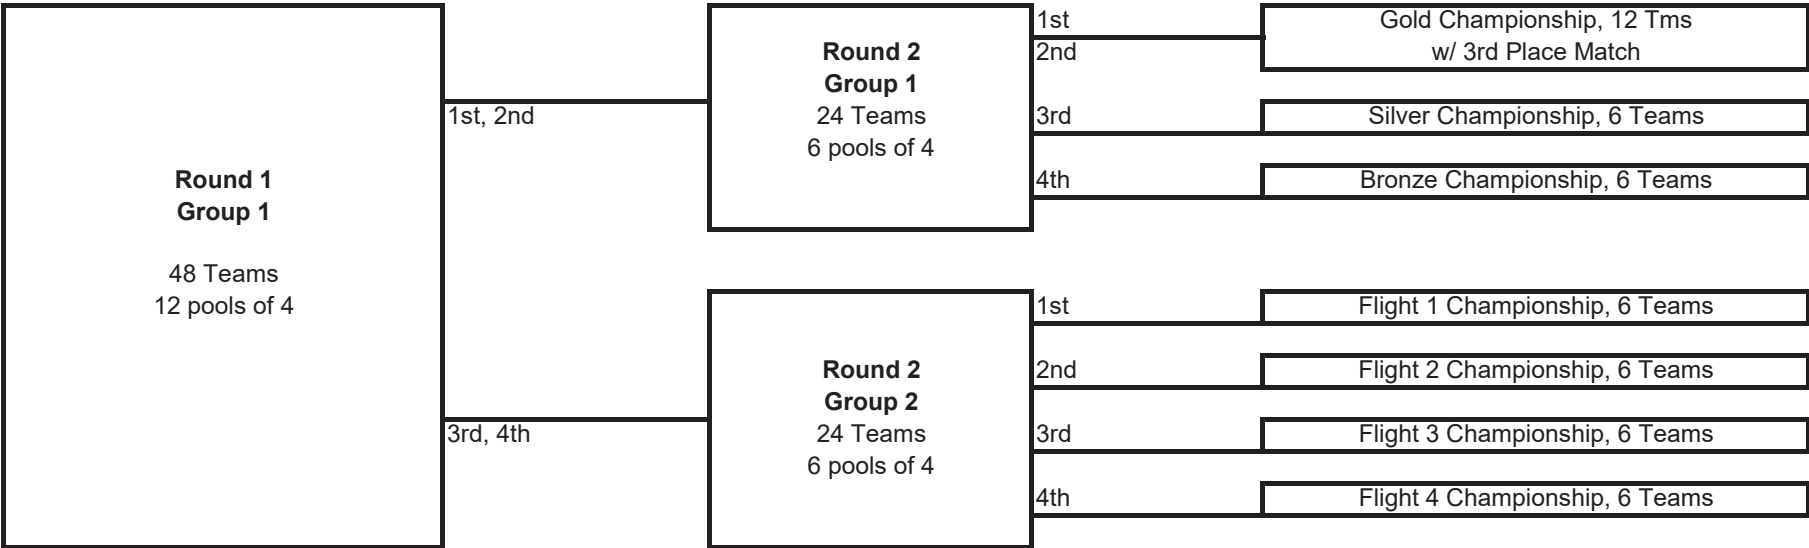 Round 1
Group 1
48 Teams
12 pools of 4
1st, 2nd
3rd, 4th
Round 2
Group 1
24 Teams
6 pools of 4
1st
2nd
3rd
4th
Gold Championship, 12 Tms
w/ 3rd Place Match
Silver Championship, 6 Teams
Bronze Championship, 6 Teams
Round 2
Group 2
24 Teams
6 pools of 4
1st
2nd
3rd
4th
Flight 1 Championship, 6 Teams
Flight 2 Championship, 6 Teams
Flight 3 Championship, 6 Teams
Flight 4 Championship, 6 Teams